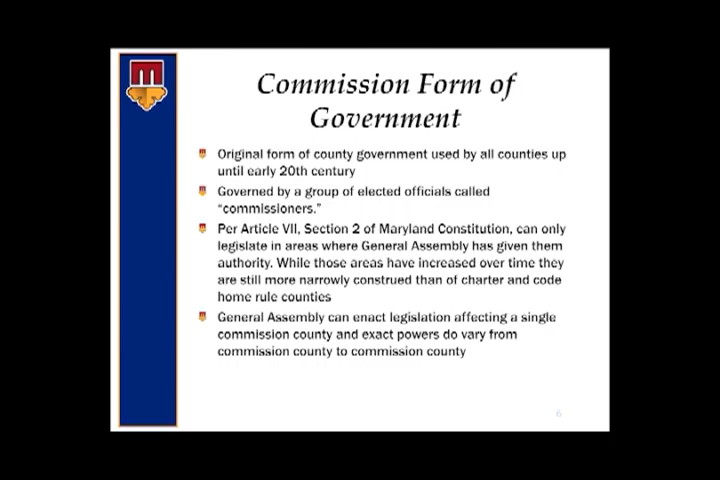 Commission Form of
Government
Original form of county government used by all counties up
until early 20th century
Governed by a group of elected officials called
“commissioners.”
Per Article VII, Section 2 of Maryland Constitution, can only
legislate in areas where General Assembly has given them
authority. While those areas have increased over time they
are still more narrowly construed than of charter and code
home rule counties
General Assembly can enact legislation affecting a single
commission county and exact powers do vary from
commission county to commission county
6